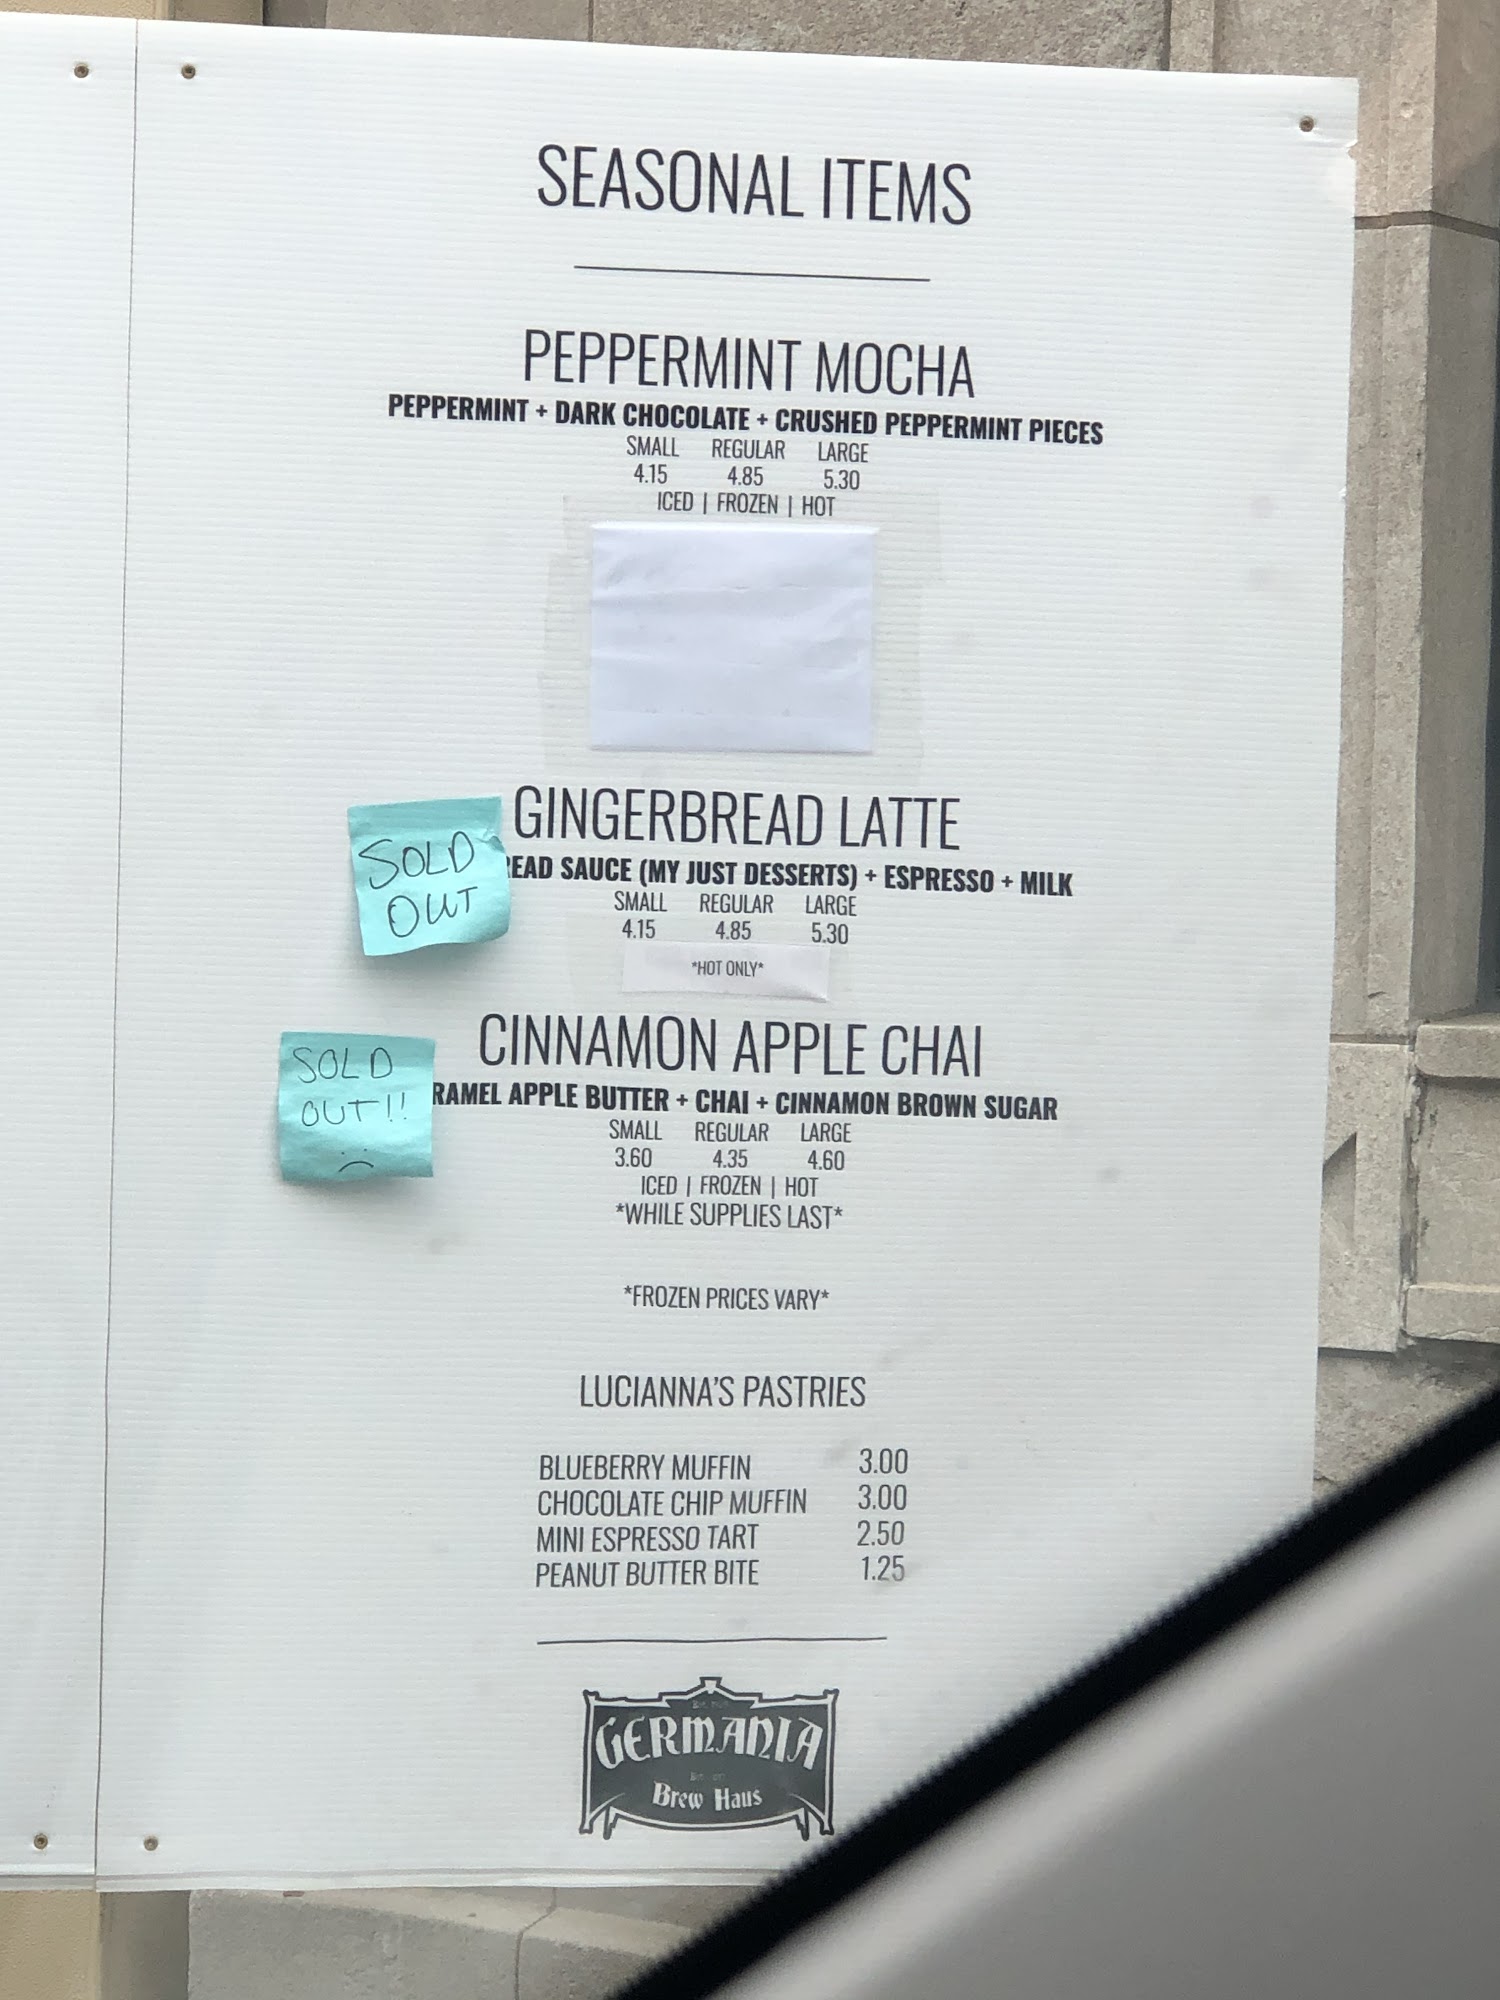 SEASONAL ITEMS
PEPPERMINT MOCHA
PEPPERMINT + DARK CHOCOLATE + CRUSHED PEPPERMINT PIECES
SMALL REGULAR LARGE
4.15 4.85 5.30
ICED | FROZEN | HOT
SOLD
OUT
GINGERBREAD LATTE
READ SAUCE (MY JUST DESSERTS) + ESPRESSO + MILK
SMALL REGULAR LARGE
4.15 4.85 5.30
*HOT ONLY*
SOLD
OUT!!
CINNAMON APPLE CHAI
RAMEL APPLE BUTTER + CHAI + CINNAMON BROWN SUGAR
SMALL REGULAR LARGE
3.60 4.35 4.60
ICED | FROZEN | HOT
*WHILE SUPPLIES LAST*
*FROZEN PRICES VARY*
LUCIANNA'S PASTRIES
BLUEBERRY MUFFIN 3.00
CHOCOLATE CHIP MUFFIN 3.00
MINI ESPRESSO TART 2.50
PEANUT BUTTER BITE 1.25
GERMANIA
Brew Haus